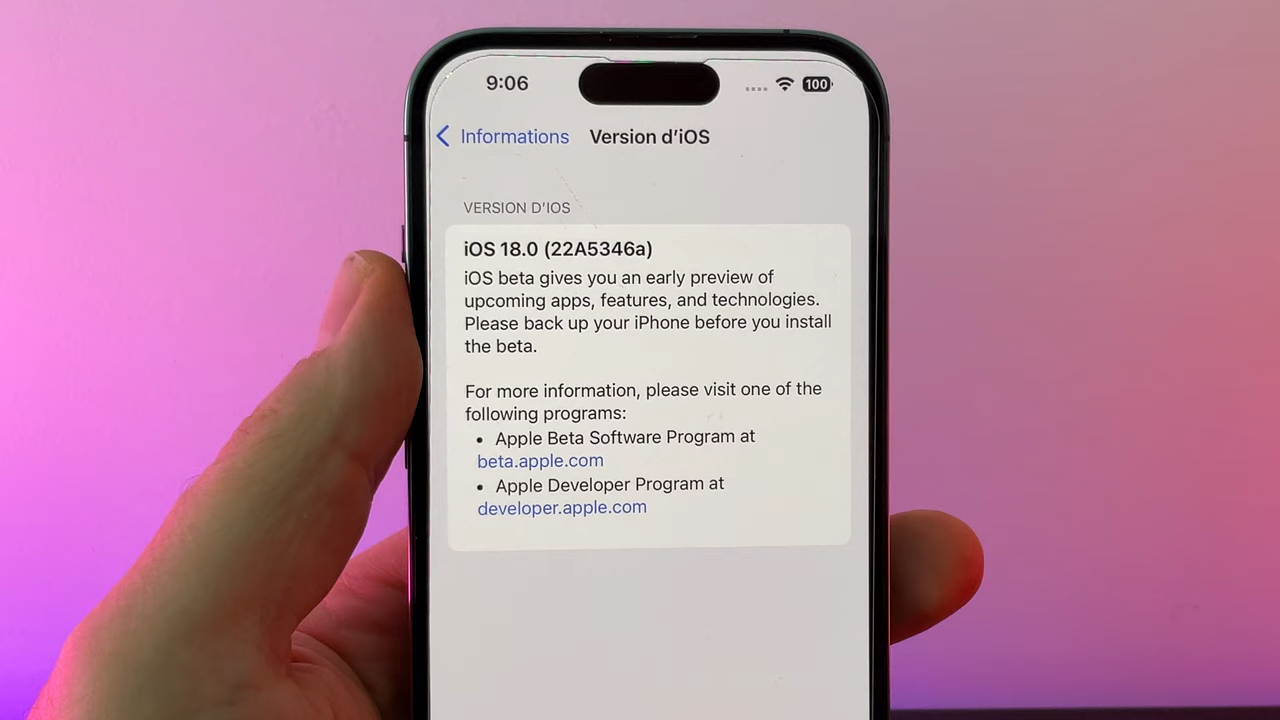 9:06
100
Informations
Version d’iOS
VERSION D'IOS
iOS 18.0 (22A5346a)
iOS beta gives you an early preview of
upcoming apps, features, and technologies.
Please back up your iPhone before you install
the beta.
For more information, please visit one of the
following programs:
• Apple Beta Software Program at
beta.apple.com
• Apple Developer Program at
developer.apple.com